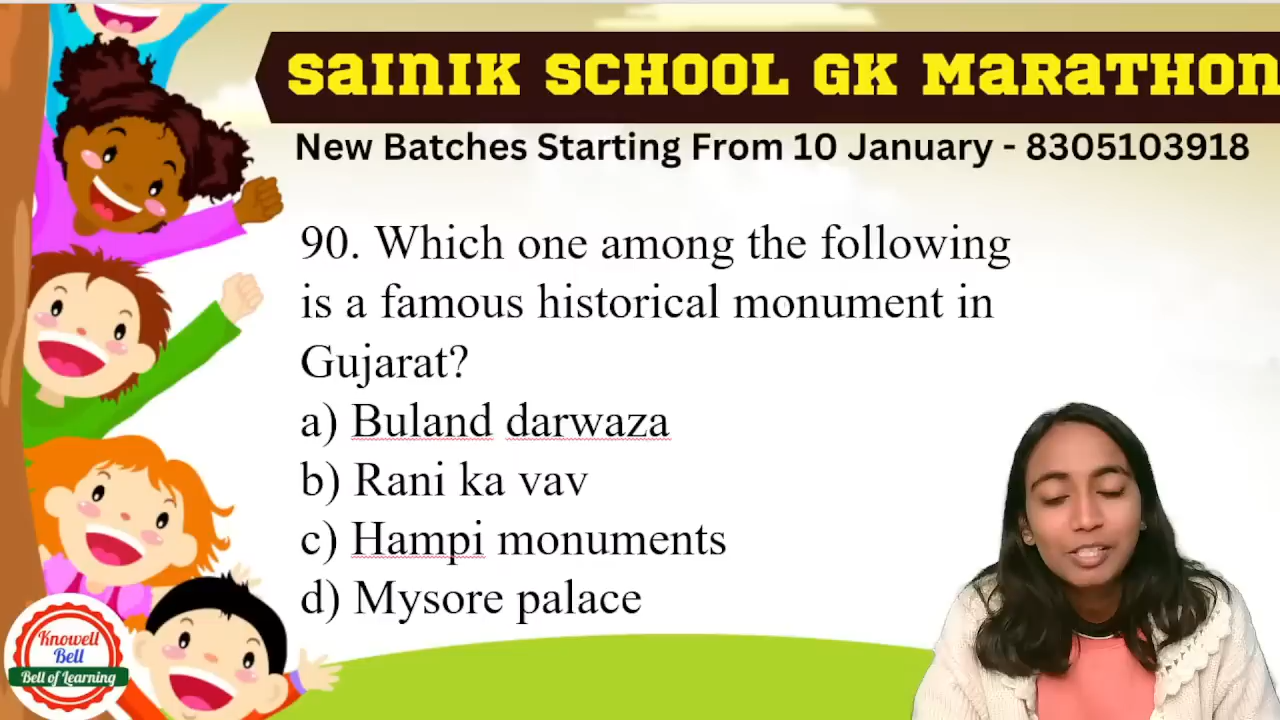 SaINIK SCHOOL GK MaRaTHON
New Batches Starting From 10 January - 8305103918
90. Which one among the following
is a famous historical monument in
Gujarat?
a) Buland darwaza
b) Rani ka vav
c) Hampi monuments
d) Mysore palace
Knowell
Bell
Bell of Learning